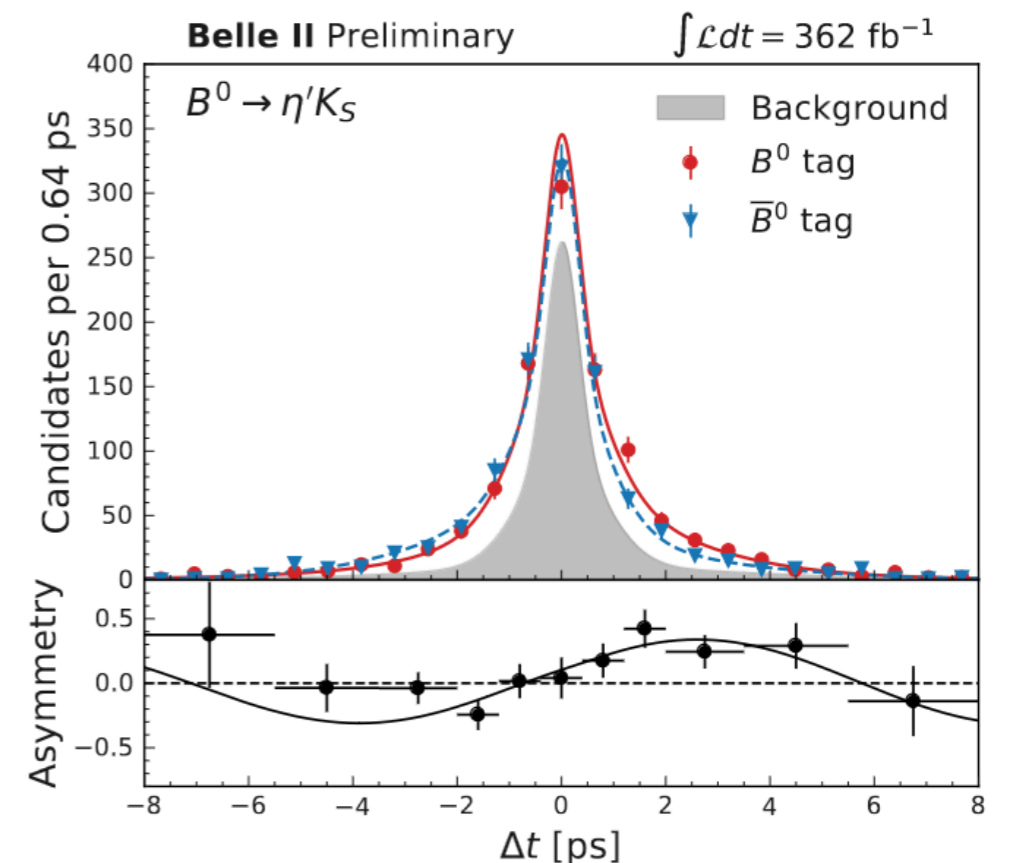 Belle II Preliminary
∫ℒdt = 362 fb⁻¹
B⁰ → η′K_S
Background
B⁰ tag
B̅⁰ tag
Candidates per 0.64 ps
400
350
300
250
200
150
100
50
0
Asymmetry
0.5
0.0
−0.5
−8 −6 −4 −2 0 2 4 6 8
Δt [ps]